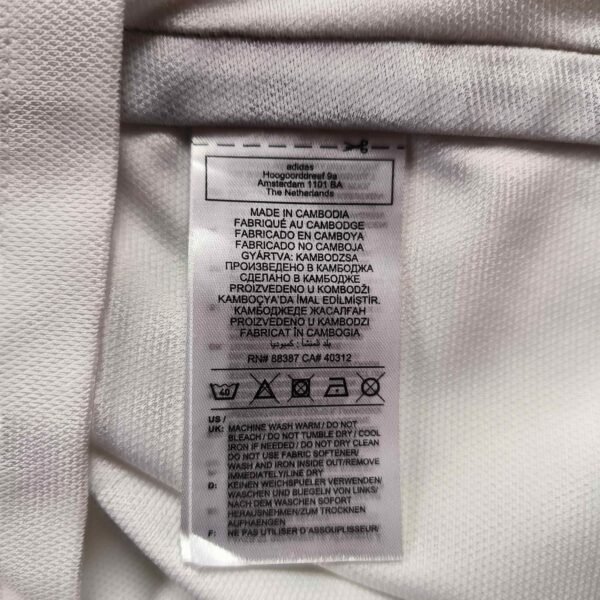 adidas
Hoogoorddreef 9a
Amsterdam 1101 BA
The Netherlands
MADE IN CAMBODIA
FABRIQUÉ AU CAMBODGE
FABRICADO EN CAMBOYA
FABRICADO NO CAMBOJA
GYÁRTVA: KAMBODZSA
ПРОИЗВЕДЕНО В КАМБОДЖА
СДЕЛАНО В КАМБОДЖЕ
PROIZVEDENO U KOMBODŽI
KAMBOÇYA'DA İMAL EDİLMİŞTİR.
КАМБОДЖЕДЕ ЖАСАЛҒАН
PROIZVEDENO U KAMBODZI
FABRICAT ÎN CAMBOGIA
بلد المنشأ : كمبوديا
RN# 88387 CA# 40312
40
US /
UK: MACHINE WASH WARM / DO NOT
BLEACH / DO NOT TUMBLE DRY / COOL
IRON IF NEEDED / DO NOT DRY CLEAN
DO NOT USE FABRIC SOFTENER/
WASH AND IRON INSIDE OUT/REMOVE
IMMEDIATELY/LINE DRY
D: KEINEN WEICHSPUELER VERWENDEN/
WASCHEN UND BUEGELN VON LINKS/
NACH DEM WASCHEN SOFORT
HERAUSNEHMEN/ZUM TROCKNEN
AUFHAENGEN
F: NE PAS UTILISER D'ASSOUPLISSEUR/